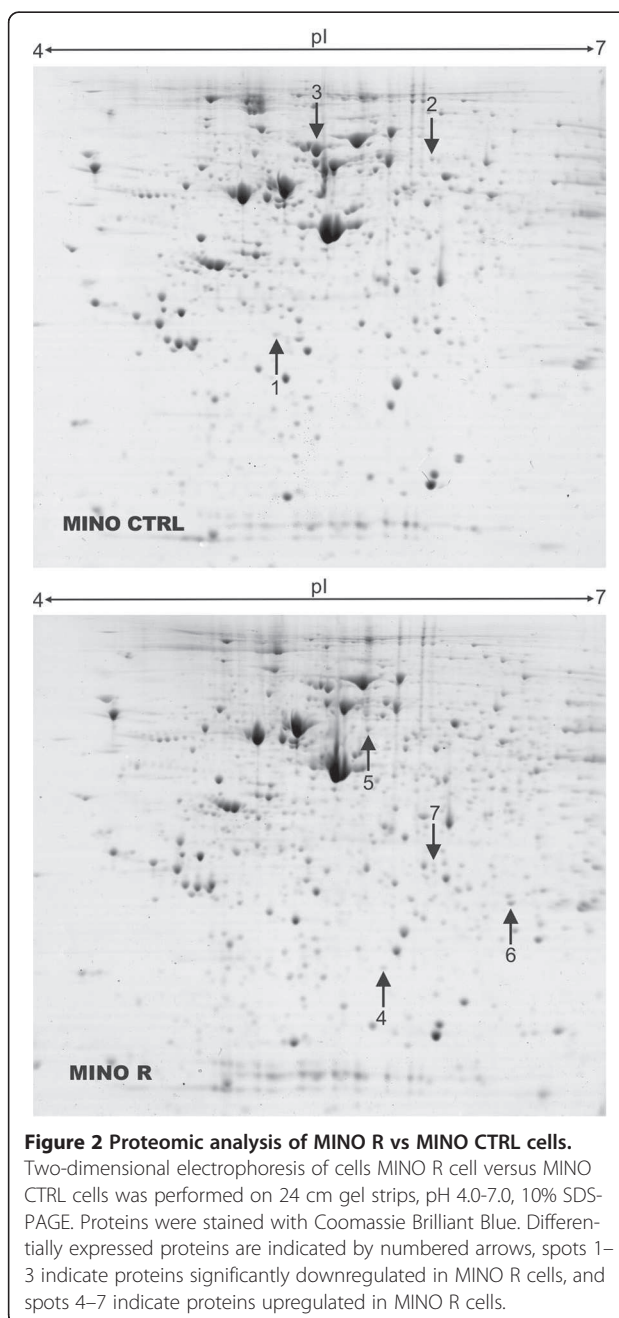 pI
4 7
3 2
1
MINO CTRL
pI
4 7
5
7
6
4
MINO R
Figure 2 Proteomic analysis of MINO R vs MINO CTRL cells.
Two-dimensional electrophoresis of cells MINO R cell versus MINO
CTRL cells was performed on 24 cm gel strips, pH 4.0-7.0, 10% SDS-
PAGE. Proteins were stained with Coomassie Brilliant Blue. Differen-
tially expressed proteins are indicated by numbered arrows, spots 1–
3 indicate proteins significantly downregulated in MINO R cells, and
spots 4–7 indicate proteins upregulated in MINO R cells.